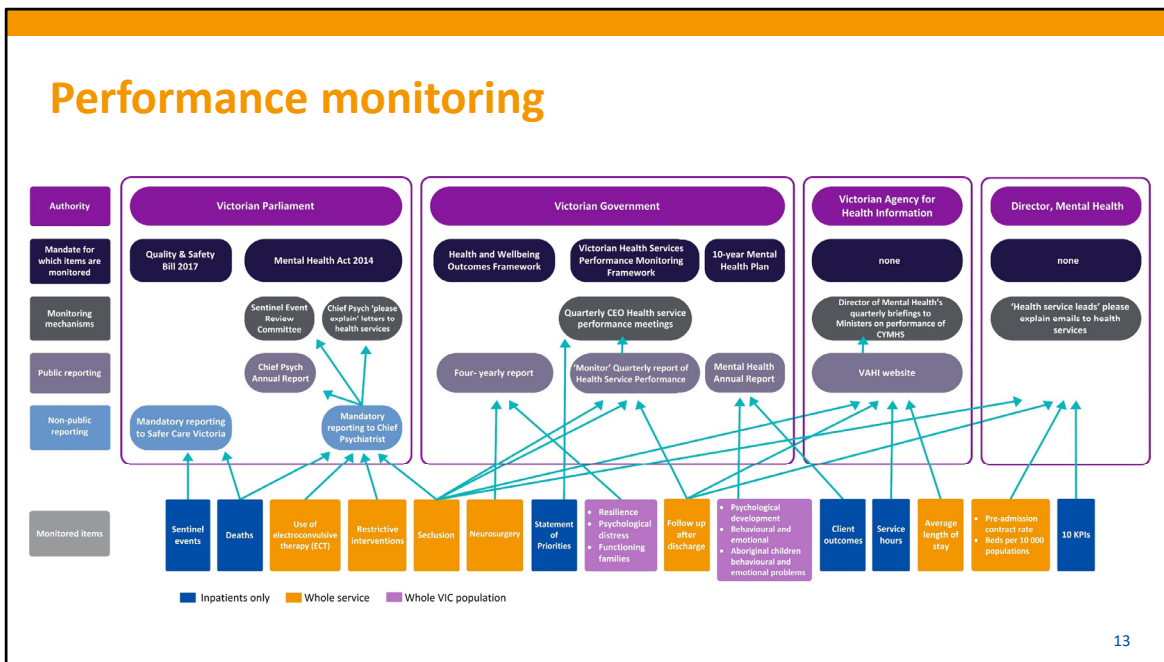 Performance monitoring
Authority
Victorian Parliament
Victorian Government
Victorian Agency for
Health Information
Director, Mental Health
Mandate for
which items are
monitored
Quality & Safety
Bill 2017
Mental Health Act 2014
Health and Wellbeing
Outcomes Framework
Victorian Health Services
Performance Monitoring
Framework
10-year Mental
Health Plan
none
none
Monitoring
mechanisms
Sentinel Event
Review
Committee
Chief Psych ‘please
explain’ letters to
health services
Quarterly CEO Health service
performance meetings
Director of Mental Health’s
quarterly briefings to
Ministers on performance of
CYMHS
‘Health service leads’ please
explain emails to health
services
Public reporting
Chief Psych
Annual Report
Four- yearly report
‘Monitor’ Quarterly report of
Health Service Performance
Mental Health
Annual Report
VAHI website
Non-public
reporting
Mandatory reporting
to Safer Care Victoria
Mandatory
reporting to Chief
Psychiatrist
Monitored items
Sentinel
events
Deaths
Use of
electroconvulsive
therapy (ECT)
Restrictive
interventions
Seclusion
Neurosurgery
Statement
of
Priorities
• Resilience
• Psychological
distress
• Functioning
families
Follow up
after
discharge
• Psychological
development
• Behavioural and
emotional
• Aboriginal children
behavioural and
emotional problems
Client
outcomes
Service
hours
Average
length of
stay
• Pre-admission
contract rate
• Beds per 10 000
populations
10 KPIs
Inpatients only
Whole service
Whole VIC population
13